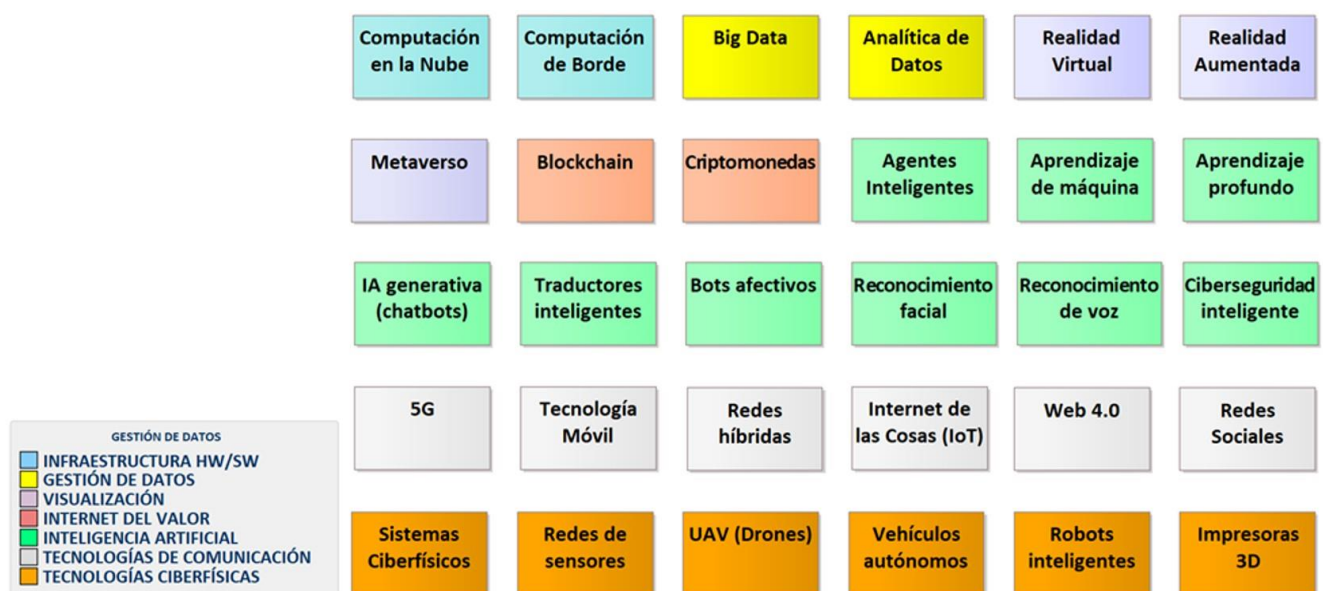 Computación
en la Nube
Computación
de Borde
Big Data
Analítica de
Datos
Realidad
Virtual
Realidad
Aumentada
Metaverso
Blockchain
Criptomonedas
Agentes
Inteligentes
Aprendizaje
de máquina
Aprendizaje
profundo
IA generativa
(chatbots)
Traductores
inteligentes
Bots afectivos
Reconocimiento
facial
Reconocimiento
de voz
Ciberseguridad
inteligente
5G
Tecnología
Móvil
Redes
híbridas
Internet de
las Cosas (IoT)
Web 4.0
Redes
Sociales
Sistemas
Ciberfísicos
Redes de
sensores
UAV (Drones)
Vehículos
autónomos
Robots
inteligentes
Impresoras
3D
GESTIÓN DE DATOS
INFRAESTRUCTURA HW/SW
GESTIÓN DE DATOS
VISUALIZACIÓN
INTERNET DEL VALOR
INTELIGENCIA ARTIFICIAL
TECNOLOGÍAS DE COMUNICACIÓN
TECNOLOGÍAS CIBERFÍSICAS